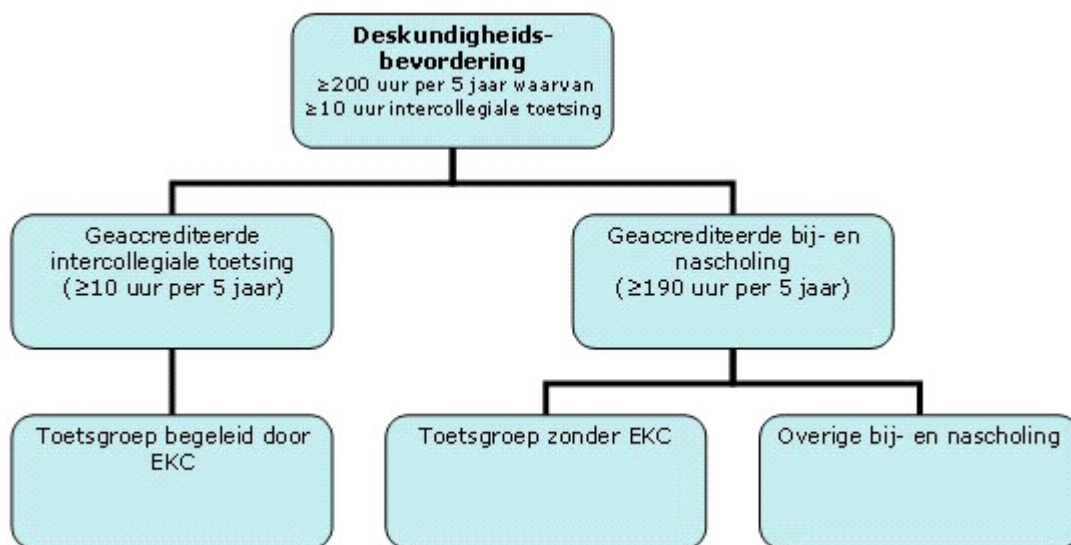 Deskundigheids-
bevordering
≥200 uur per 5 jaar waarvan
≥10 uur intercollegiale toetsing
Geaccrediteerde
intercollegiale toetsing
(≥10 uur per 5 jaar)
Geaccrediteerde bij- en
nascholing
(≥190 uur per 5 jaar)
Toetsgroep begeleid door
EKC
Toetsgroep zonder EKC
Overige bij- en nascholing